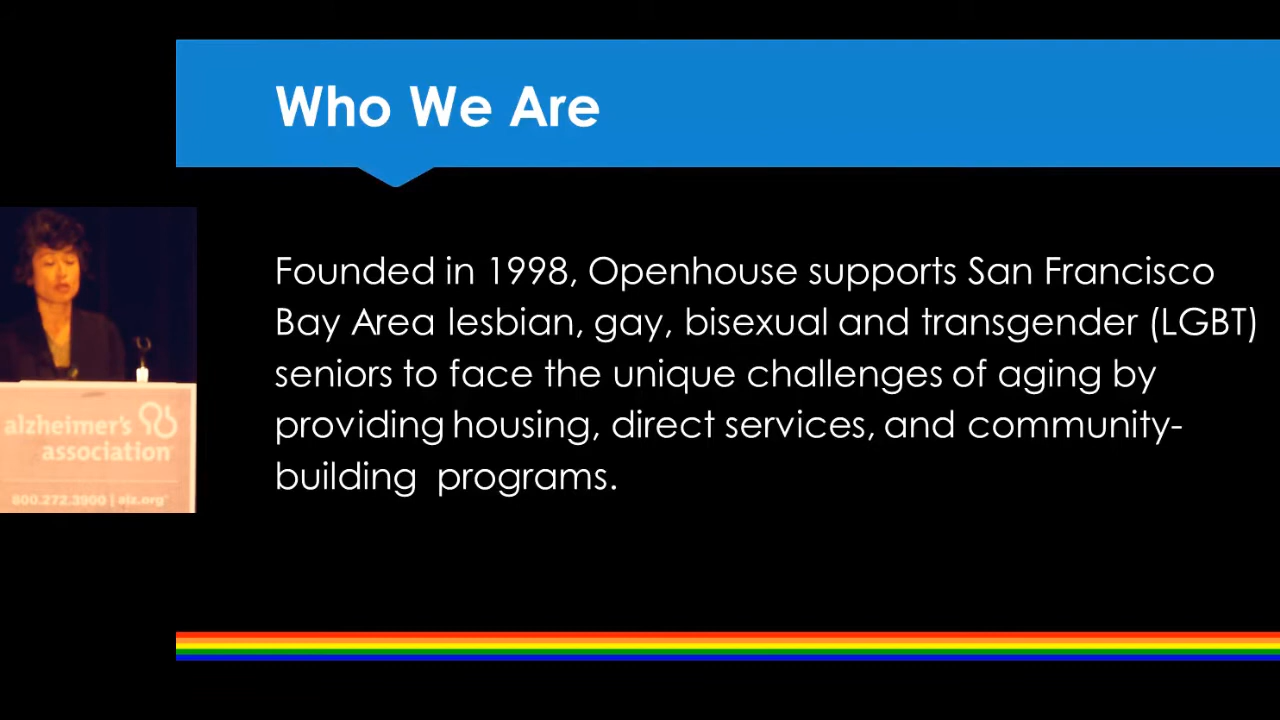 Who We Are
Founded in 1998, Openhouse supports San Francisco
Bay Area lesbian, gay, bisexual and transgender (LGBT)
seniors to face the unique challenges of aging by
providing housing, direct services, and community-
building programs.
alzheimer's
association
800.272.3900 | alz.org